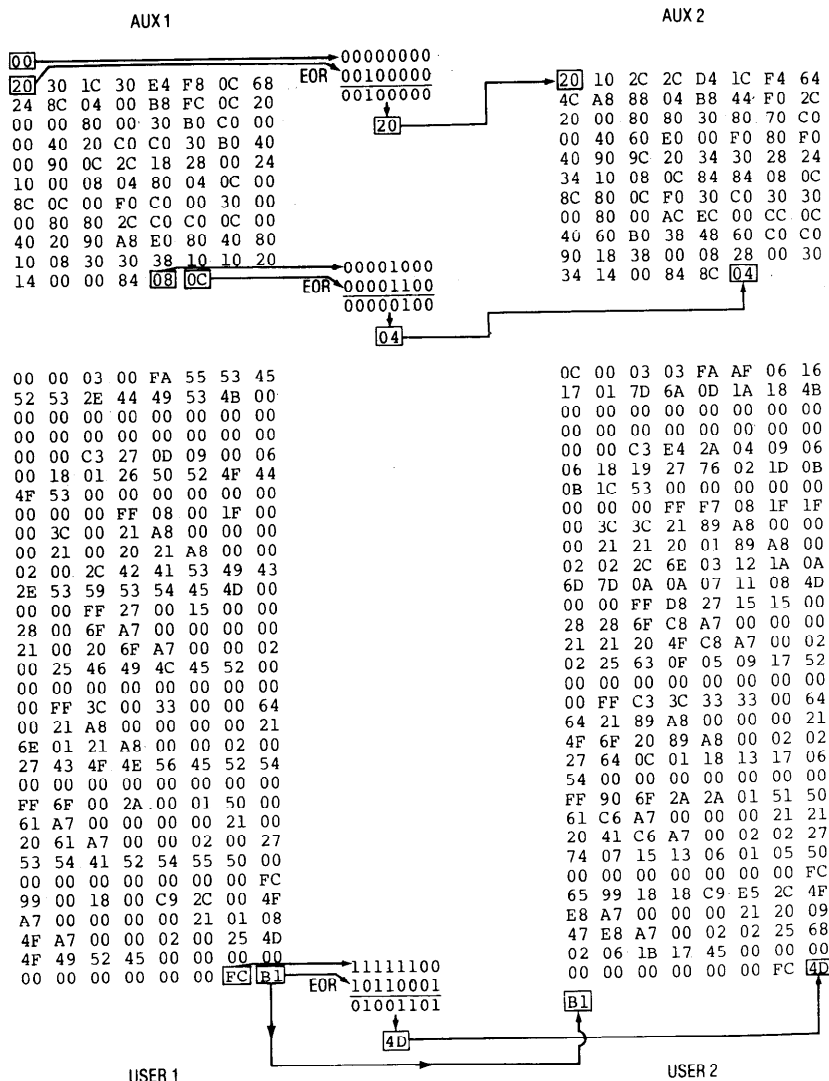 AUX 1
00
20 30 1C 30 E4 F8 0C 68
24 8C 04 00 B8 FC 0C 20
00 00 80 00 30 B0 C0 00
00 40 20 C0 C0 30 B0 40
00 90 0C 2C 18 28 00 24
10 00 08 04 80 04 0C 00
8C 0C 00 F0 C0 00 30 00
00 80 80 2C C0 C0 0C 00
40 20 90 A8 E0 80 40 80
10 08 30 30 38 10 10 20
14 00 00 84 08 0C
00000000
EOR 00100000
00100000
20
00001000
EOR 00001100
00000100
04
AUX 2
20 10 2C 2C D4 1C F4 64
4C A8 88 04 B8 44 F0 2C
20 00 80 80 30 80 70 C0
00 40 60 E0 00 F0 80 F0
40 90 9C 20 34 30 28 24
34 10 08 0C 84 84 08 0C
8C 80 0C F0 30 C0 30 30
00 80 00 AC EC 00 CC 0C
40 60 B0 38 48 60 C0 C0
90 18 38 00 08 28 00 30
34 14 00 84 8C 04
00 00 03 00 FA 55 53 45
52 53 2E 44 49 53 4B 00
00 00 00 00 00 00 00 00
00 00 00 00 00 00 00 00
00 00 C3 27 0D 09 00 06
00 18 01 26 50 52 4F 44
4F 53 00 00 00 00 00 00
00 00 00 FF 08 00 1F 00
00 3C 00 21 A8 00 00 00
00 21 00 20 21 A8 00 00
02 00 2C 42 41 53 49 43
2E 53 59 53 54 45 4D 00
00 00 FF 27 00 15 00 00
28 00 6F A7 00 00 00 00
21 00 20 6F A7 00 00 02
00 25 46 49 4C 45 52 00
00 00 00 00 00 00 00 00
00 FF 3C 00 33 00 00 64
00 21 A8 00 00 00 00 21
6E 01 21 A8 00 00 02 00
27 43 4F 4E 56 45 52 54
00 00 00 00 00 00 00 00
FF 6F 00 2A 00 01 50 00
61 A7 00 00 00 00 21 00
20 61 A7 00 00 02 00 27
53 54 41 52 54 55 50 00
00 00 00 00 00 00 00 FC
99 00 18 00 C9 2C 00 4F
A7 00 00 00 00 21 01 08
4F A7 00 00 02 00 25 4D
4F 49 52 45 00 00 00 00
00 00 00 00 00 00 FC B1
USER 1
11111100
EOR 10110001
01001101
4D
0C 00 03 03 FA AF 06 16
17 01 7D 6A 0D 1A 18 4B
00 00 00 00 00 00 00 00
00 00 00 00 00 00 00 00
00 00 C3 E4 2A 04 09 06
06 18 19 27 76 02 1D 0B
0B 1C 53 00 00 00 00 00
00 00 00 FF F7 08 1F 1F
00 3C 3C 21 89 A8 00 00
00 21 21 20 01 89 A8 00
02 02 2C 6E 03 12 1A 0A
6D 7D 0A 0A 07 11 08 4D
00 00 FF D8 27 15 15 00
28 28 6F C8 A7 00 00 00
21 21 20 4F C8 A7 00 02
02 25 63 0F 05 09 17 52
00 00 00 00 00 00 00 00
00 FF C3 3C 33 33 00 64
64 21 89 A8 00 00 00 21
4F 6F 20 89 A8 00 02 02
27 64 0C 01 18 13 17 06
54 00 00 00 00 00 00 00
FF 90 6F 2A 2A 01 51 50
61 C6 A7 00 00 00 21 21
20 41 C6 A7 00 02 02 27
74 07 15 13 06 01 05 50
00 00 00 00 00 00 00 FC
65 99 18 18 C9 E5 2C 4F
E8 A7 00 00 00 21 20 09
47 E8 A7 00 02 02 25 68
02 06 1B 17 45 00 00 00
00 00 00 00 00 00 FC 4D
B1
USER 2